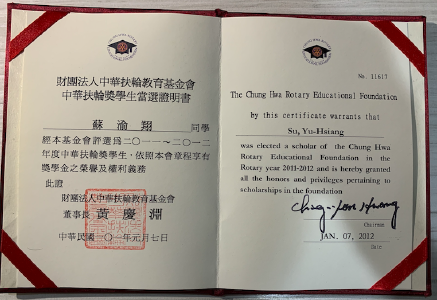 財團法人中華扶輪教育基金會
中華扶輪獎學生當選證明書
蘇渝翔 同學
經本基金會評選為二○一一~二○一二
年度中華扶輪獎學生,依照本會章程享有
獎學金之榮譽及權利義務
此證
財團法人中華扶輪教育基金會
董事長 黃慶淵
中華民國一○一年元月七日
No. 11617
The Chung Hwa Rotary Educational Foundation
by this certificate warrants that
Su, Yu-Hsiang
was elected a scholar of the Chung Hwa
Rotary Educational Foundation in the
Rotary year 2011-2012 and is hereby granted
all the honors and privileges pertaining to
scholarships in the foundation
Chairman
JAN. 07, 2012
Date